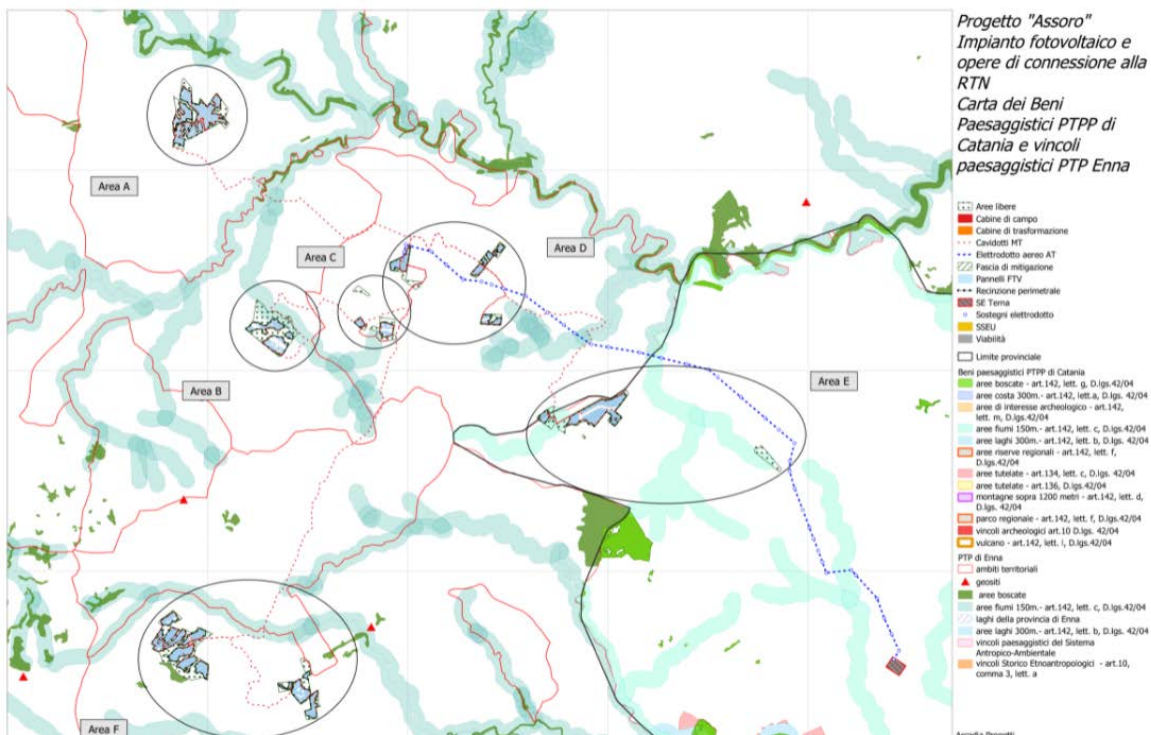 Progetto "Assoro"
Impianto fotovoltaico e
opere di connessione alla
RTN
Carta dei Beni
Paesaggistici PTPP di
Catania e vincoli
paesaggistici PTP Enna
Area A
Area D
Area C
Area B
Area E
Area F
Aree libere
Cabine di campo
Cabine di trasformazione
Cavidotti MT
Elettrodotto aereo AT
Fascia di mitigazione
Pannelli FTV
Recinzione perimetrale
SE Terna
Sostegni elettrodotto
SSEU
Viabilità
Limite provinciale
Beni paesaggistici PTPP di Catania
aree boscate - art.142, lett. g, D.lgs.42/04
aree costa 300m.- art.142, lett.a, D.lgs. 42/04
aree di interesse archeologico - art.142,
lett. m, D.lgs.42/04
aree fiumi 150m.- art.142, lett. c, D.lgs.42/04
aree laghi 300m.- art.142, lett. b, D.lgs. 42/04
aree riserve regionali - art.142, lett. f,
D.lgs.42/04
aree tutelate - art.134, lett. c, D.lgs. 42/04
aree tutelate - art.136, D.lgs.42/04
montagne sopra 1200 metri - art.142, lett. d,
D.lgs. 42/04
parco regionale - art.142, lett. f, D.lgs.42/04
vincoli archeologici art.10 D.lgs. 42/04
vulcano - art.142, lett. i, D.lgs.42/04
PTP di Enna
ambiti territoriali
geositi
aree boscate
aree fiumi 150m.- art.142, lett. c, D.lgs.42/04
laghi della provincia di Enna
aree laghi 300m.- art.142, lett. b, D.lgs. 42/04
vincoli paesaggistici del Sistema
Antropico-Ambientale
vincoli Storico Etnoantropologici - art.10,
comma 3, lett. a